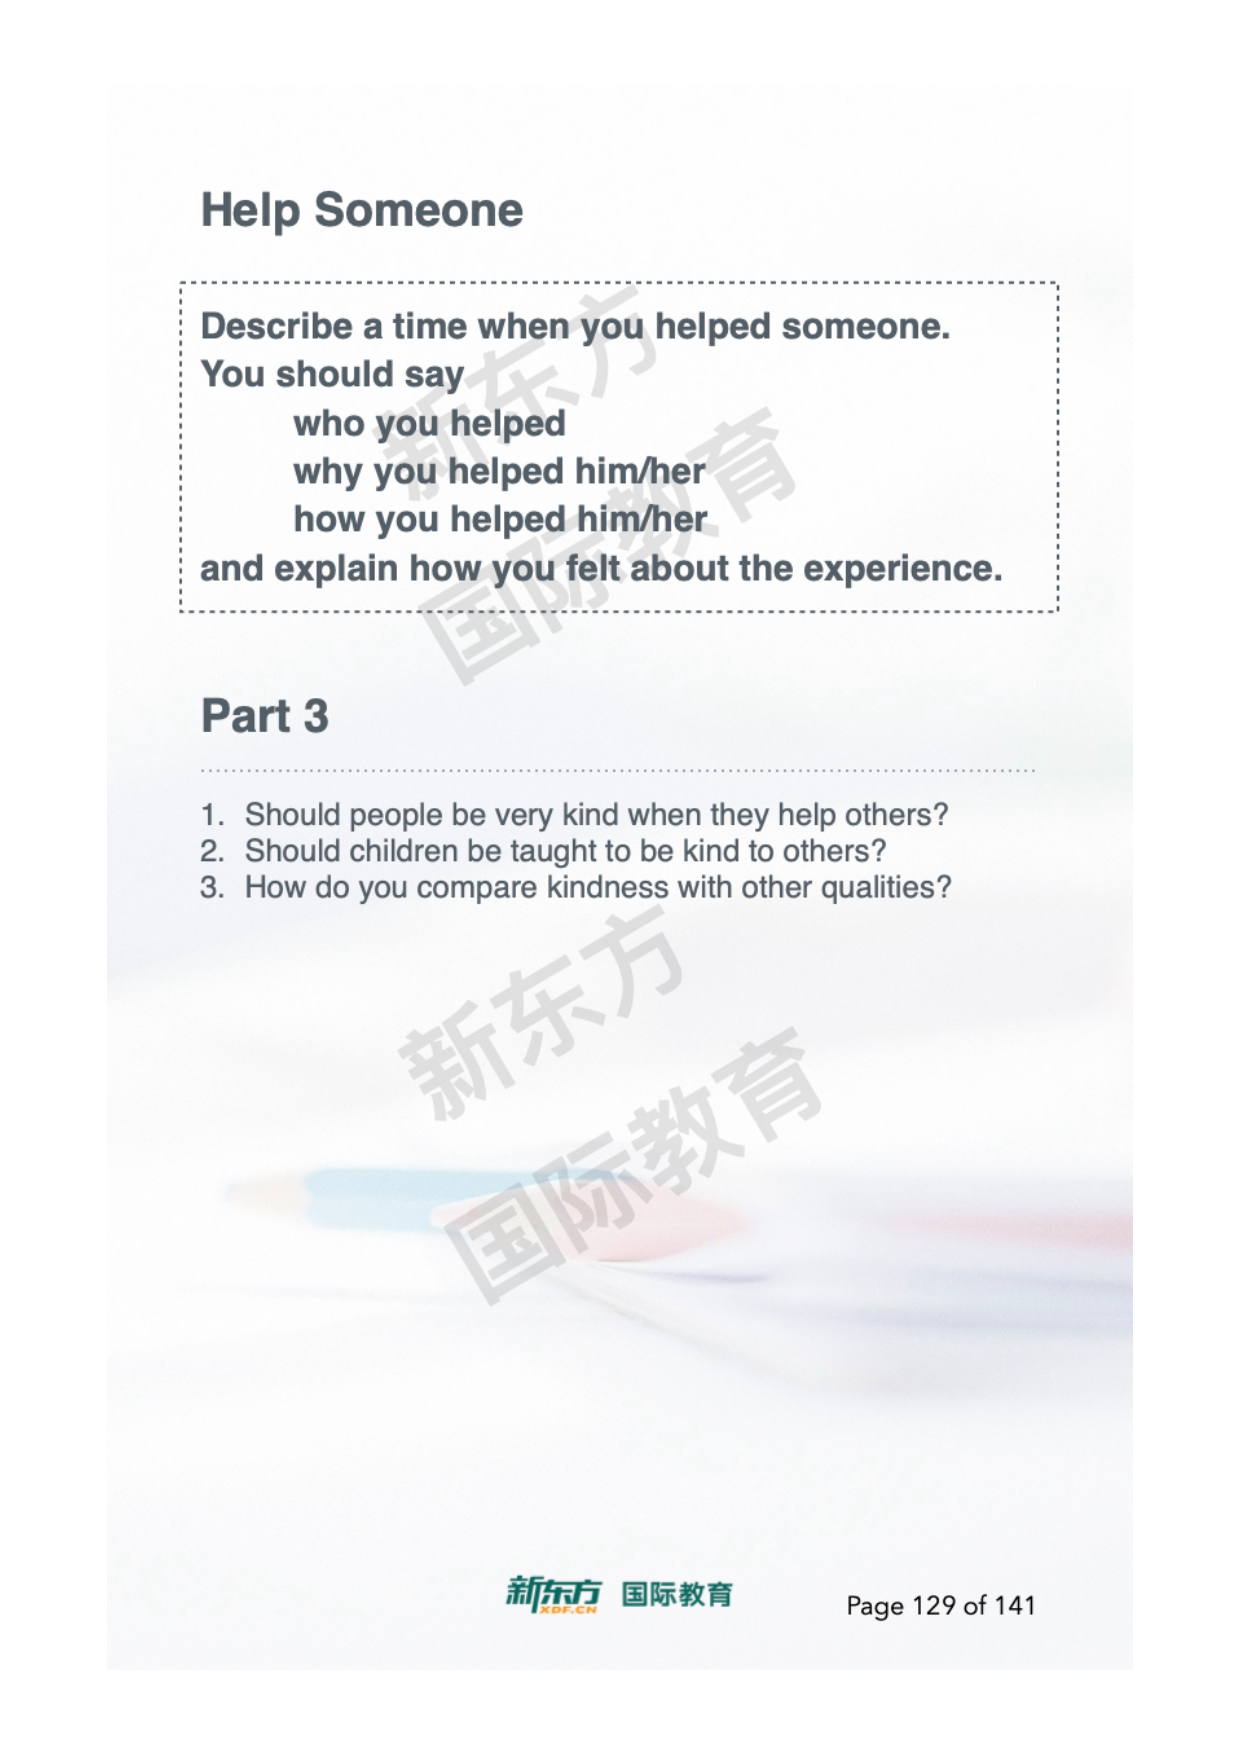 Help Someone
Describe a time when you helped someone.
You should say
who you helped
why you helped him/her
how you helped him/her
and explain how you felt about the experience.
新东方
国际教育
Part 3
1. Should people be very kind when they help others?
2. Should children be taught to be kind to others?
3. How do you compare kindness with other qualities?
新东方
国际教育
新东方 国际教育
XDF.CN
Page 129 of 141